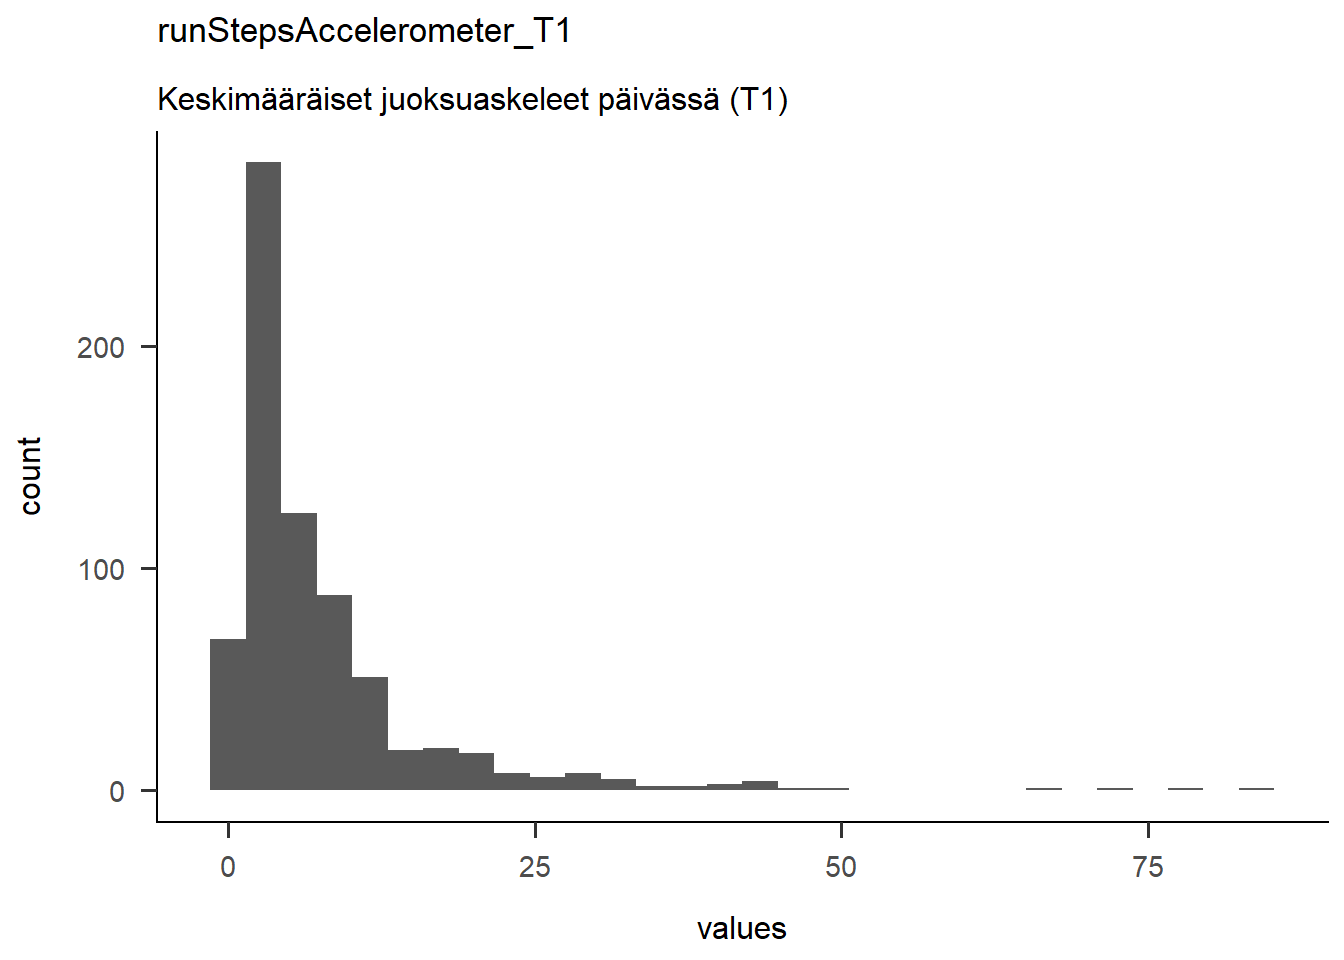 runStepsAccelerometer_T1
Keskimääräiset juoksuaskeleet päivässä (T1)
200
100
0
count
0 25 50 75
values